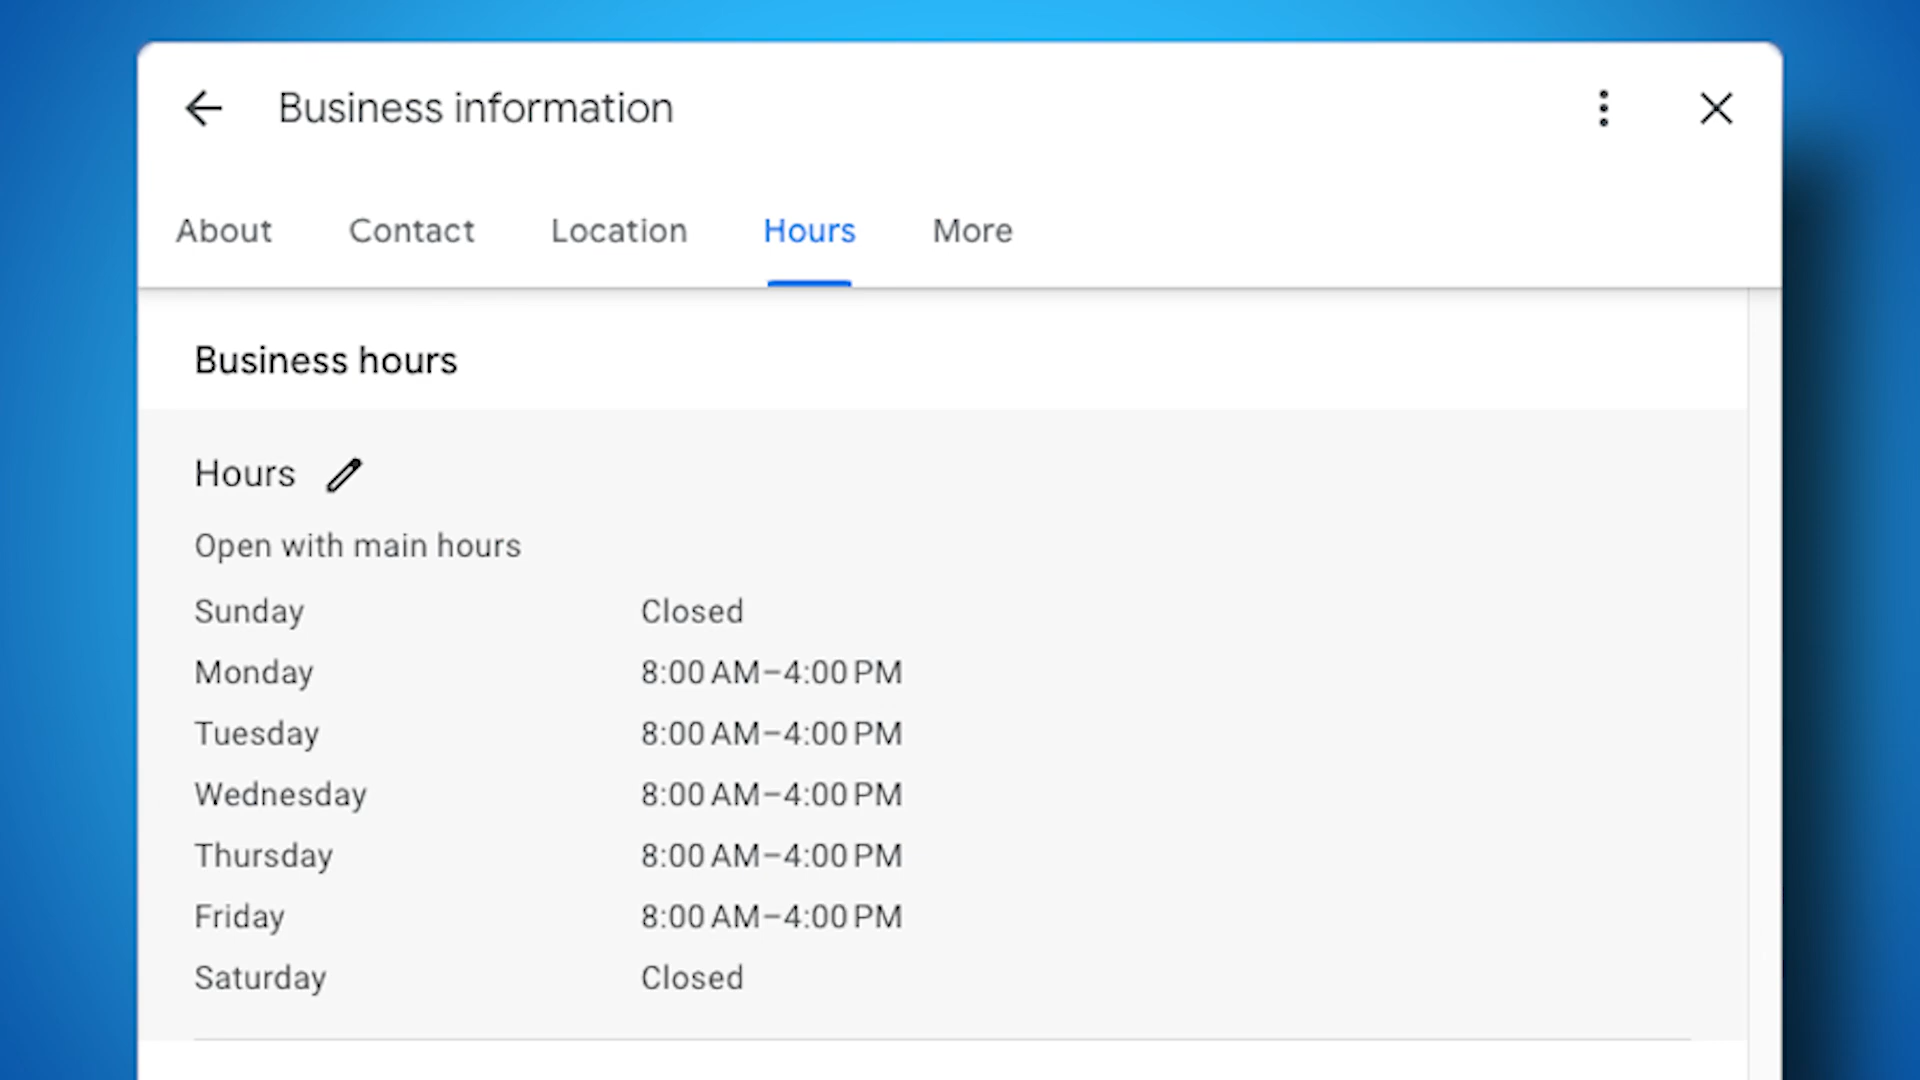 Business information
About Contact Location Hours More
Business hours
Hours
Open with main hours
Sunday Closed
Monday 8:00 AM–4:00 PM
Tuesday 8:00 AM–4:00 PM
Wednesday 8:00 AM–4:00 PM
Thursday 8:00 AM–4:00 PM
Friday 8:00 AM–4:00 PM
Saturday Closed